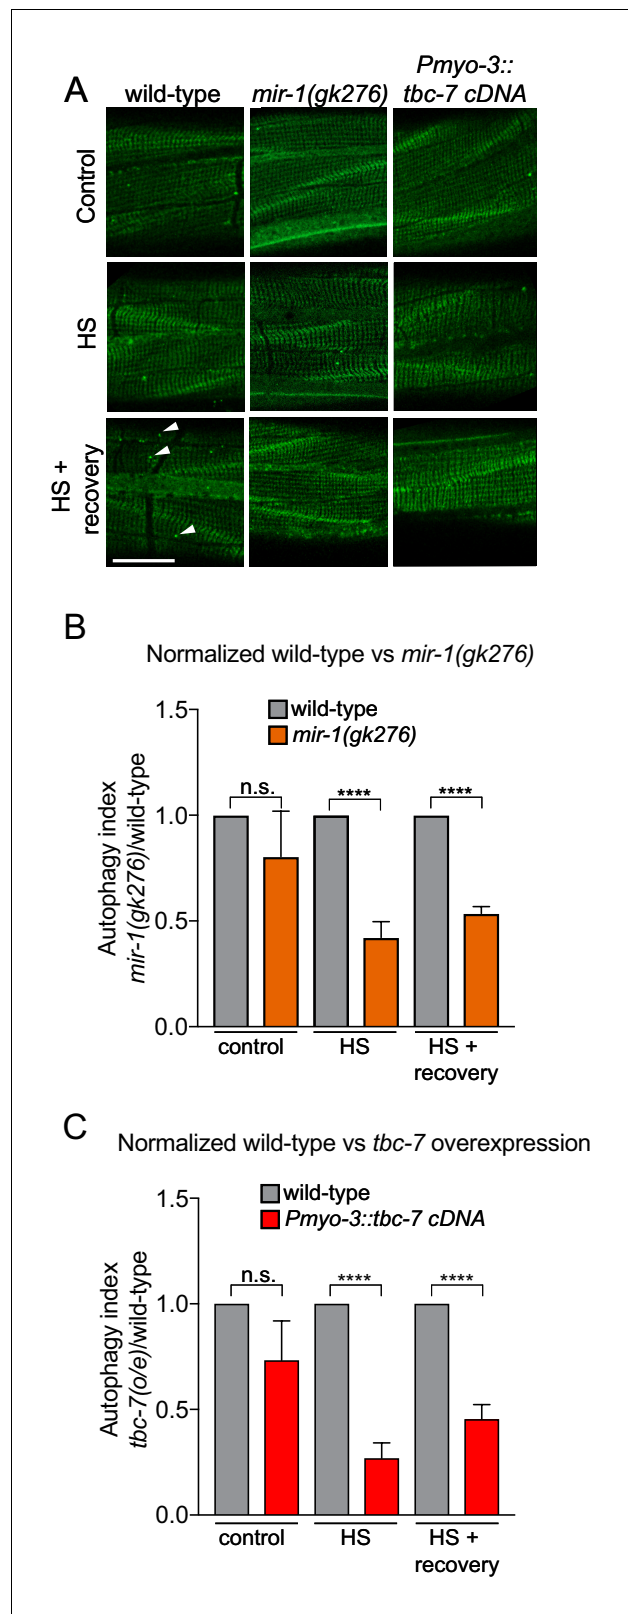 A
wild-type
mir-1(gk276)
Pmyo-3::
tbc-7 cDNA
Control
HS
HS +
recovery
B
Normalized wild-type vs mir-1(gk276)
Autophagy index
mir-1(gk276)/wild-type
1.5
1.0
0.5
0.0
wild-type
mir-1(gk276)
n.s.
****
****
control
HS
HS +
recovery
C
Normalized wild-type vs tbc-7 overexpression
Autophagy index
tbc-7(o/e)/wild-type
1.5
1.0
0.5
0.0
wild-type
Pmyo-3::tbc-7 cDNA
n.s.
****
****
control
HS
HS +
recovery